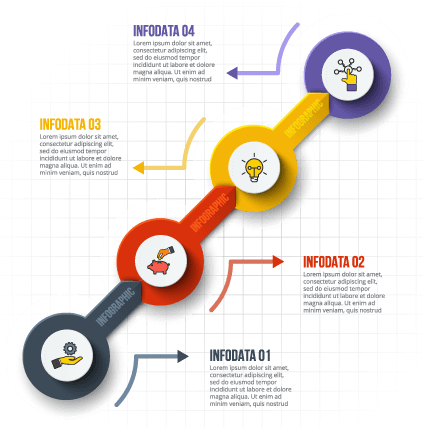 INFODATA 04
Lorem ipsum dolor sit amet,
consectetur adipiscing elit,
sed do eiusmod tempor
incididunt ut labore et dolore
magna aliqua. Ut enim ad
minim veniam, quis nostrud
INFOGRAPHIC
INFODATA 03
Lorem ipsum dolor sit amet,
consectetur adipiscing elit,
sed do eiusmod tempor
incididunt ut labore et dolore
magna aliqua. Ut enim ad
minim veniam, quis nostrud
INFOGRAPHIC
INFODATA 02
Lorem ipsum dolor sit amet,
consectetur adipiscing elit,
sed do eiusmod tempor
incididunt ut labore et dolore
magna aliqua. Ut enim ad
minim veniam, quis nostrud
INFOGRAPHIC
INFODATA 01
Lorem ipsum dolor sit amet,
consectetur adipiscing elit,
sed do eiusmod tempor
incididunt ut labore et dolore
magna aliqua. Ut enim ad
minim veniam, quis nostrud